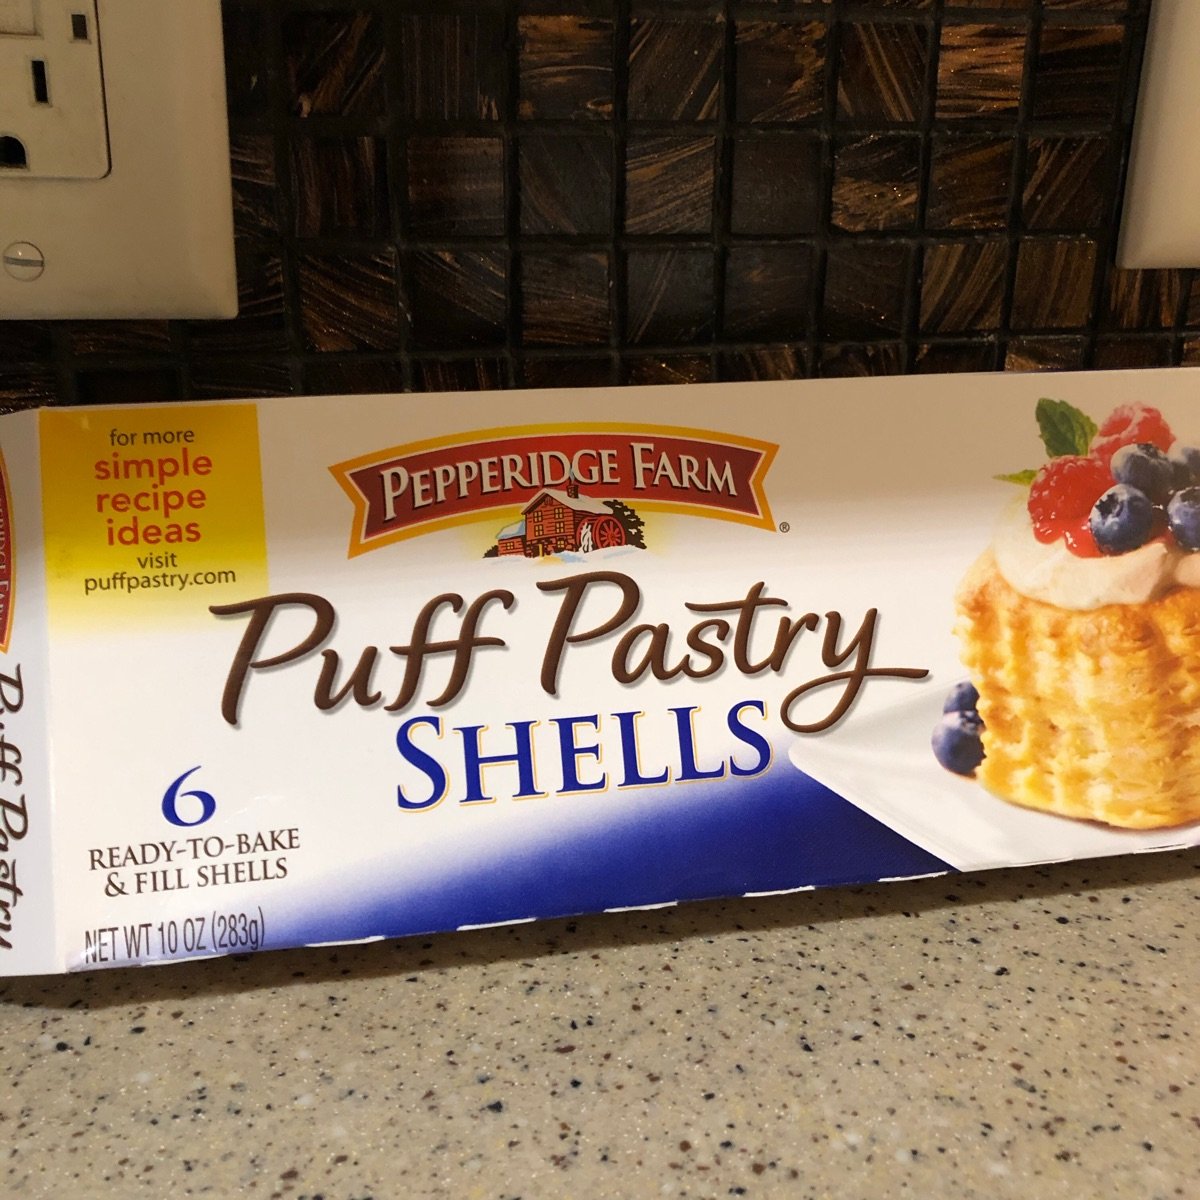 for more
simple
recipe
ideas
visit
puffpastry.com
PEPPERIDGE FARM
®
Puff Pastry
SHELLS
6
READY-TO-BAKE
& FILL SHELLS
NET WT 10 OZ (283g)
Puff Pastry